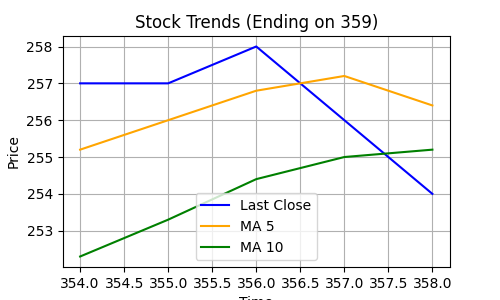 Stock Trends (Ending on 359)
Price
258
257
256
255
254
253
Last Close
MA 5
MA 10
354.0 354.5 355.0 355.5 356.0 356.5 357.0 357.5 358.0
Time